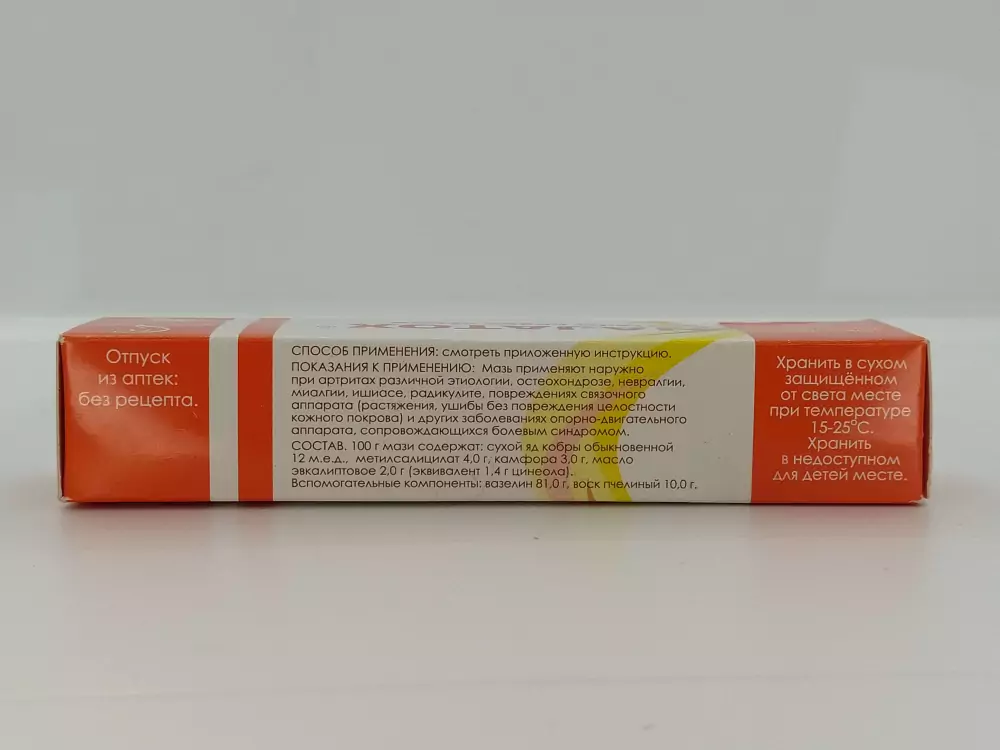 Отпуск
из аптек:
без рецепта.
СПОСОБ ПРИМЕНЕНИЯ: смотреть приложенную инструкцию.
ПОКАЗАНИЯ К ПРИМЕНЕНИЮ: Мазь применяют наружно
при артритах различной этиологии, остеохондрозе, невралгии,
миалгии, ишиасе, радикулите, повреждениях связочного
аппарата (растяжения, ушибы без повреждения целостности
кожного покрова) и других заболеваниях опорно-двигательного
аппарата, сопровождающихся болевым синдромом.
СОСТАВ. 100 г мази содержат: сухой яд кобры обыкновенной
12 м.е.д., метилсалицилат 4,0 г, камфора 3,0 г, масло
эвкалиптовое 2,0 г (эквивалент 1,4 г цинеола).
Вспомогательные компоненты: вазелин 81,0 г, воск пчелиный 10,0 г.
Хранить в сухом
защищённом
от света месте
при температуре
15-25°С.
Хранить
в недоступном
для детей месте.